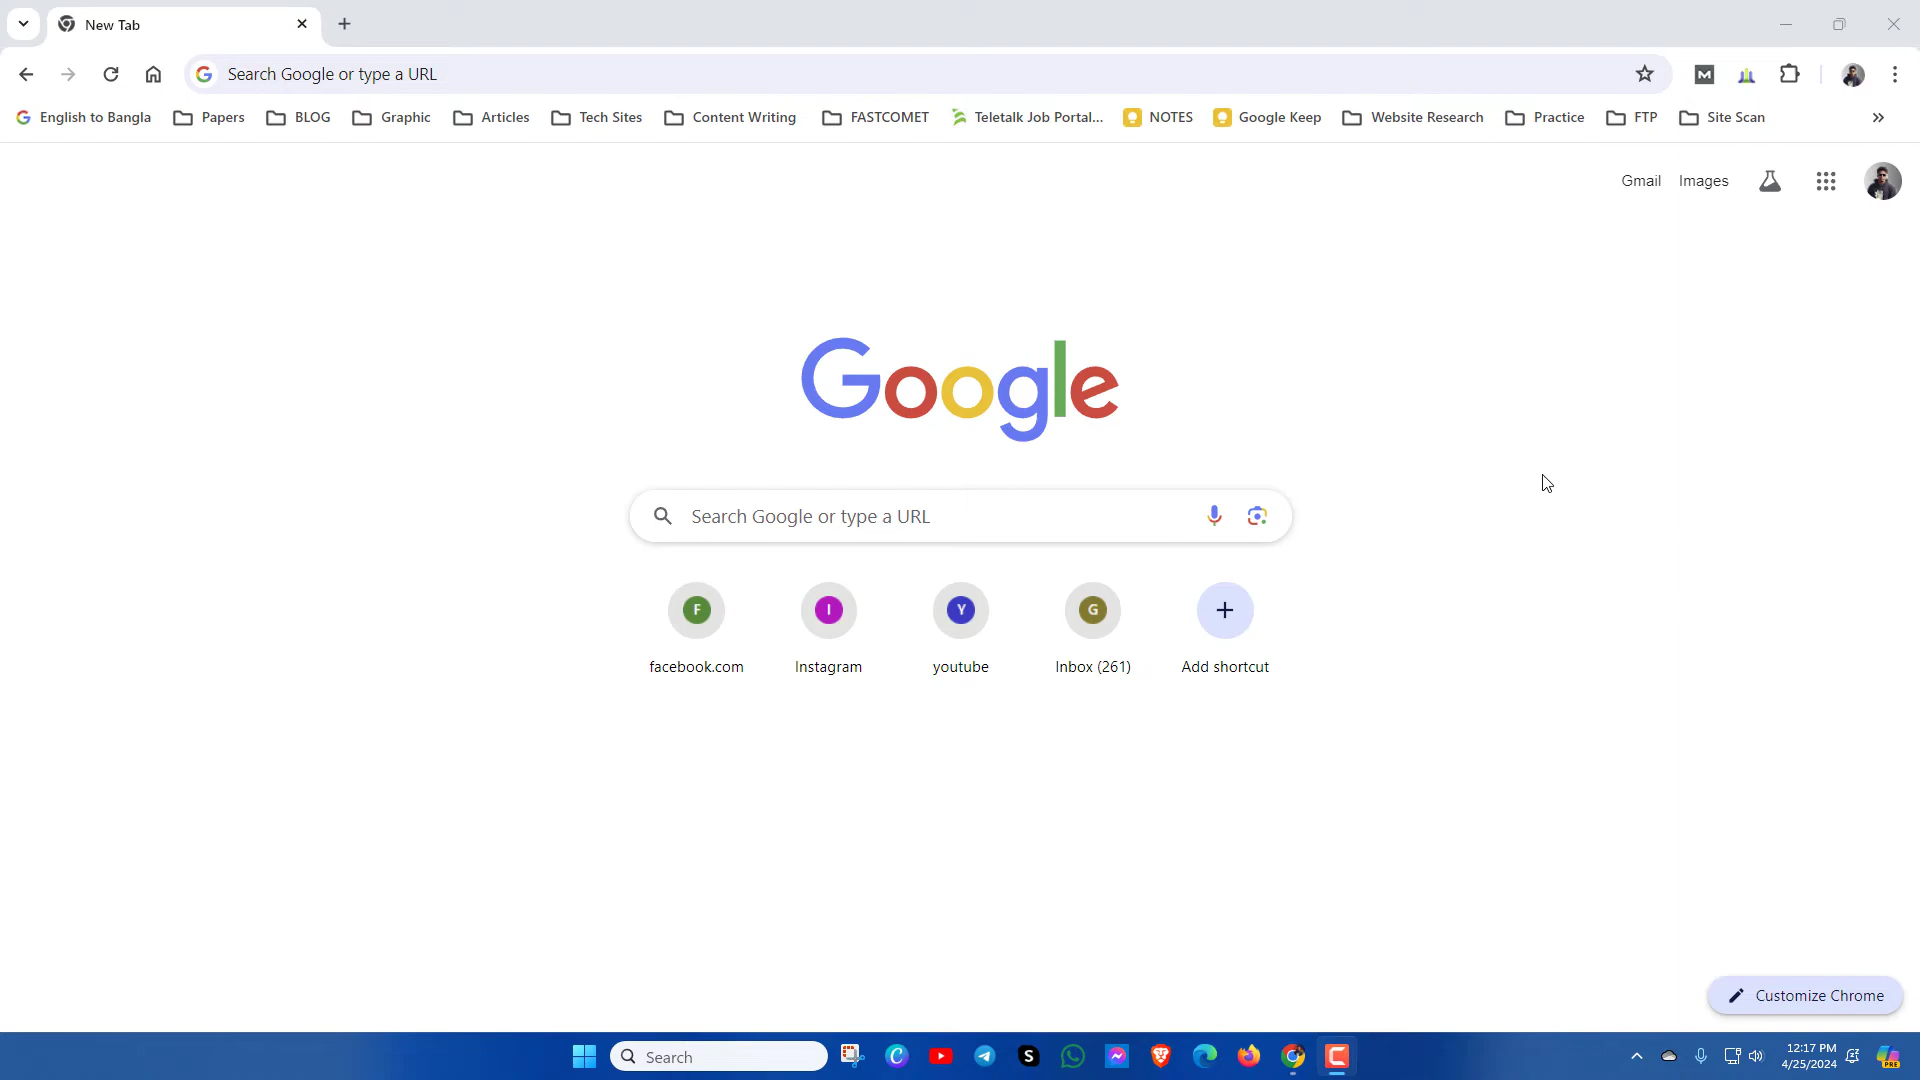 New Tab
Search Google or type a URL
M
English to Bangla Papers BLOG Graphic Articles Tech Sites Content Writing FASTCOMET Teletalk Job Portal... NOTES Google Keep Website Research Practice FTP Site Scan
Gmail Images
Google
Search Google or type a URL
F I Y G
facebook.com Instagram youtube Inbox (261) Add shortcut
Customize Chrome
Search
S
12:17 PM
4/25/2024
PRE